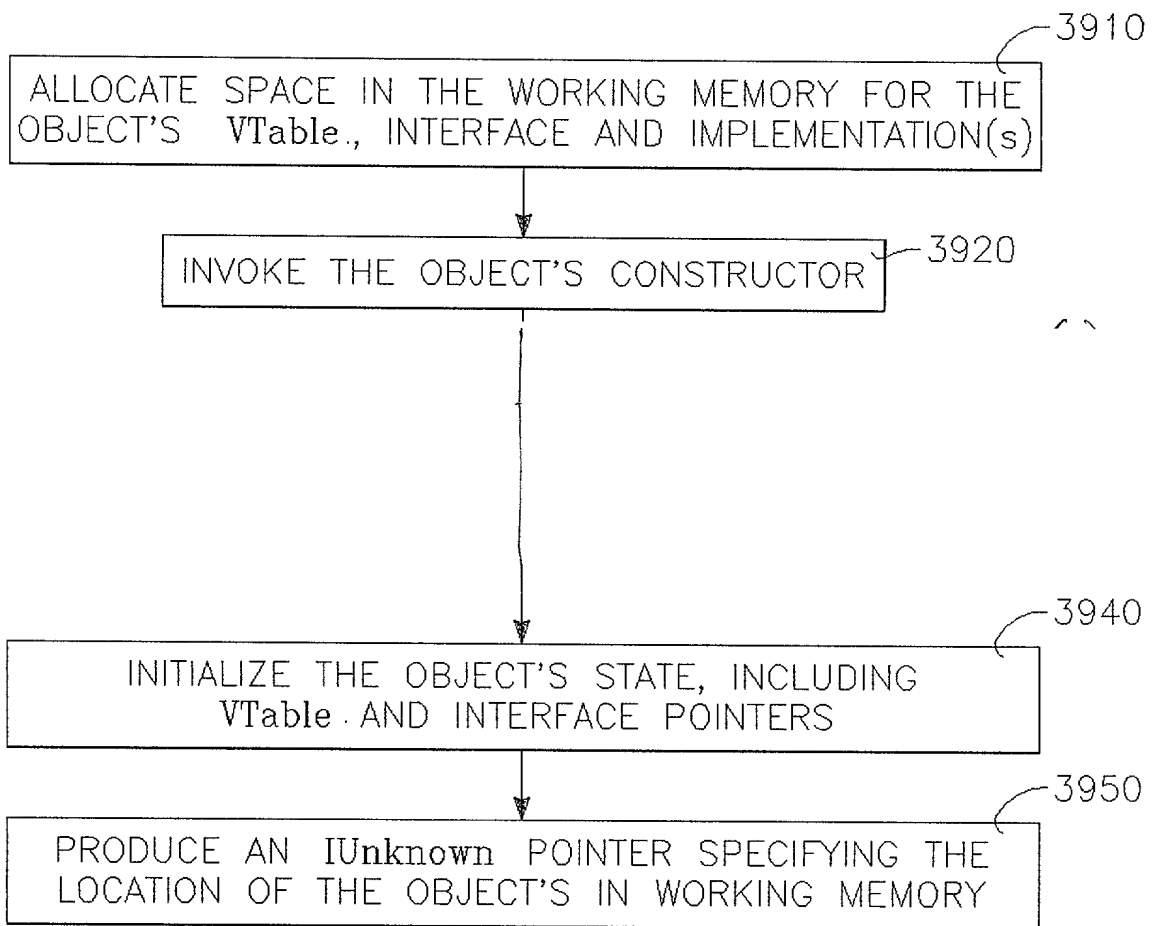 3910
ALLOCATE SPACE IN THE WORKING MEMORY FOR THE
OBJECT'S VTable., INTERFACE AND IMPLEMENTATION(s)
3920
INVOKE THE OBJECT'S CONSTRUCTOR
3940
INITIALIZE THE OBJECT'S STATE, INCLUDING
VTable . AND INTERFACE POINTERS
3950
PRODUCE AN IUnknown POINTER SPECIFYING THE
LOCATION OF THE OBJECT'S IN WORKING MEMORY